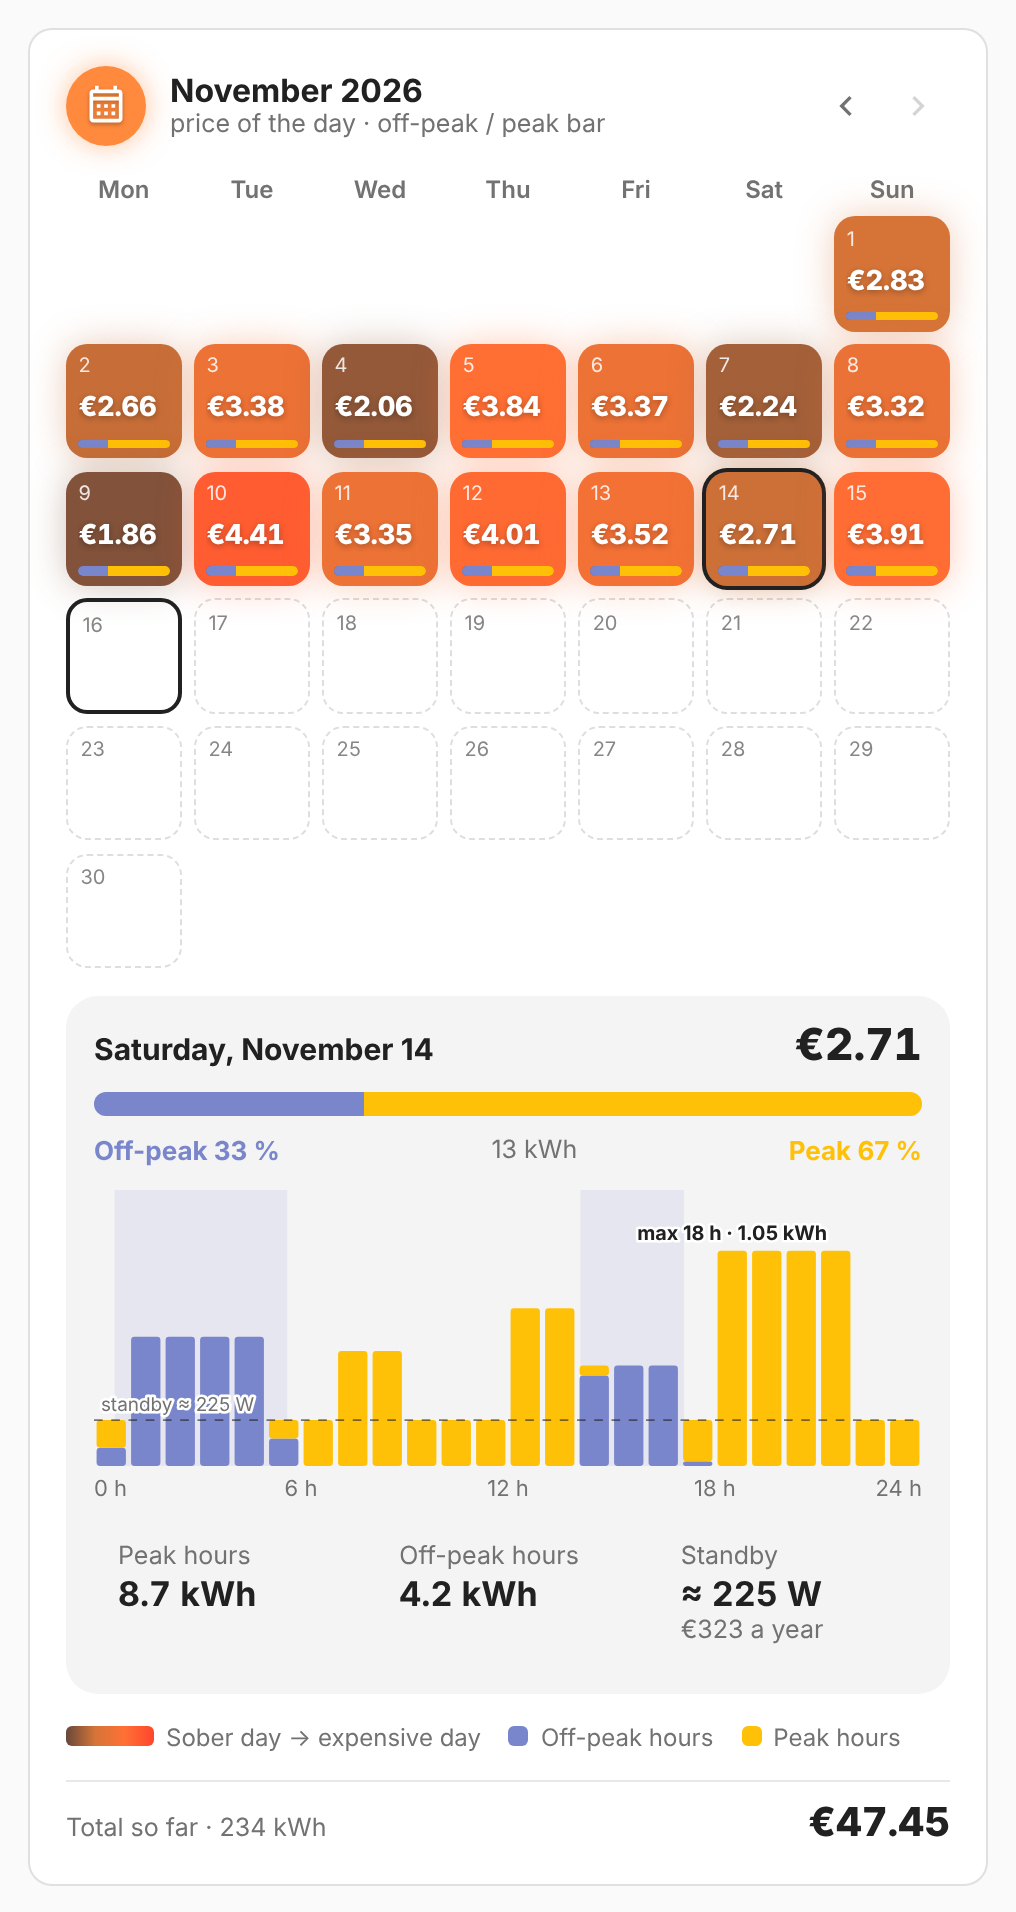 November 2026
price of the day · off-peak / peak bar
Mon Tue Wed Thu Fri Sat Sun
1
€2.83
2 3 4 5 6 7 8
€2.66 €3.38 €2.06 €3.84 €3.37 €2.24 €3.32
9 10 11 12 13 14 15
€1.86 €4.41 €3.35 €4.01 €3.52 €2.71 €3.91
16 17 18 19 20 21 22
23 24 25 26 27 28 29
30
Saturday, November 14 €2.71
Off-peak 33 % 13 kWh Peak 67 %
max 18 h · 1.05 kWh
standby ≈ 225 W
0 h 6 h 12 h 18 h 24 h
Peak hours Off-peak hours Standby
8.7 kWh 4.2 kWh ≈ 225 W
€323 a year
Sober day → expensive day Off-peak hours Peak hours
Total so far · 234 kWh €47.45